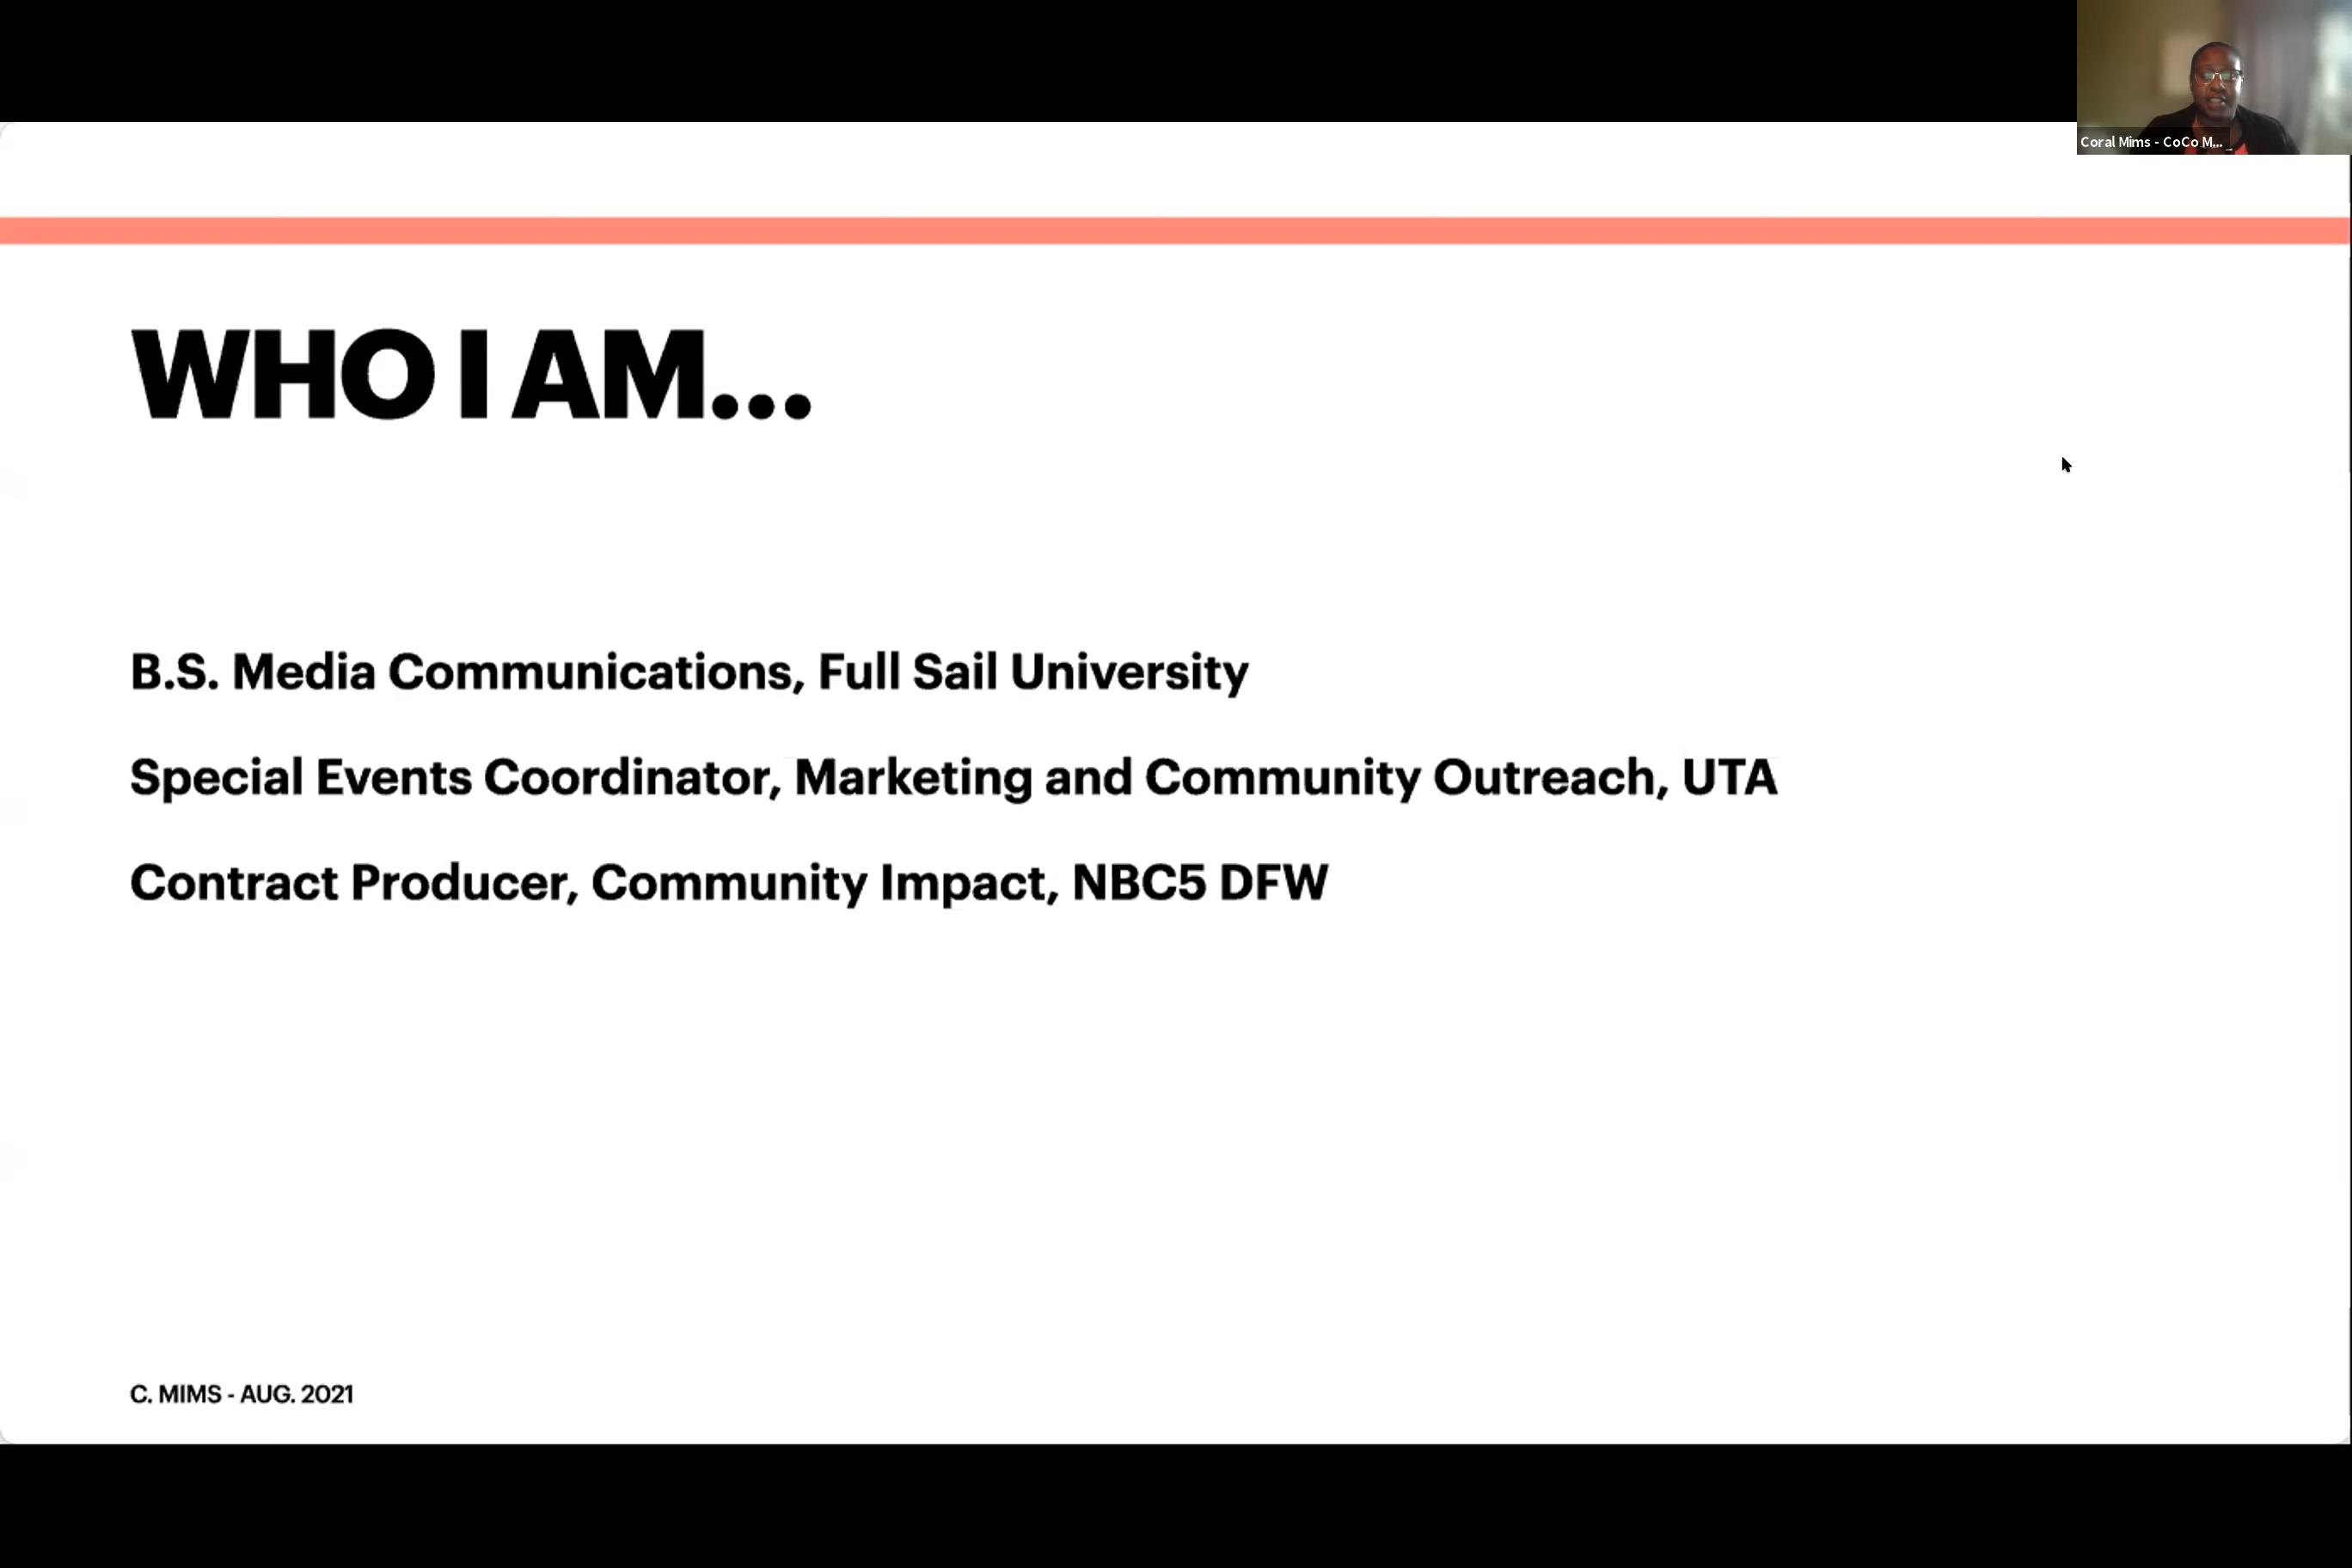 Coral Mims - CoCo M...
WHO I AM...
B.S. Media Communications, Full Sail University
Special Events Coordinator, Marketing and Community Outreach, UTA
Contract Producer, Community Impact, NBC5 DFW
C. MIMS - AUG. 2021